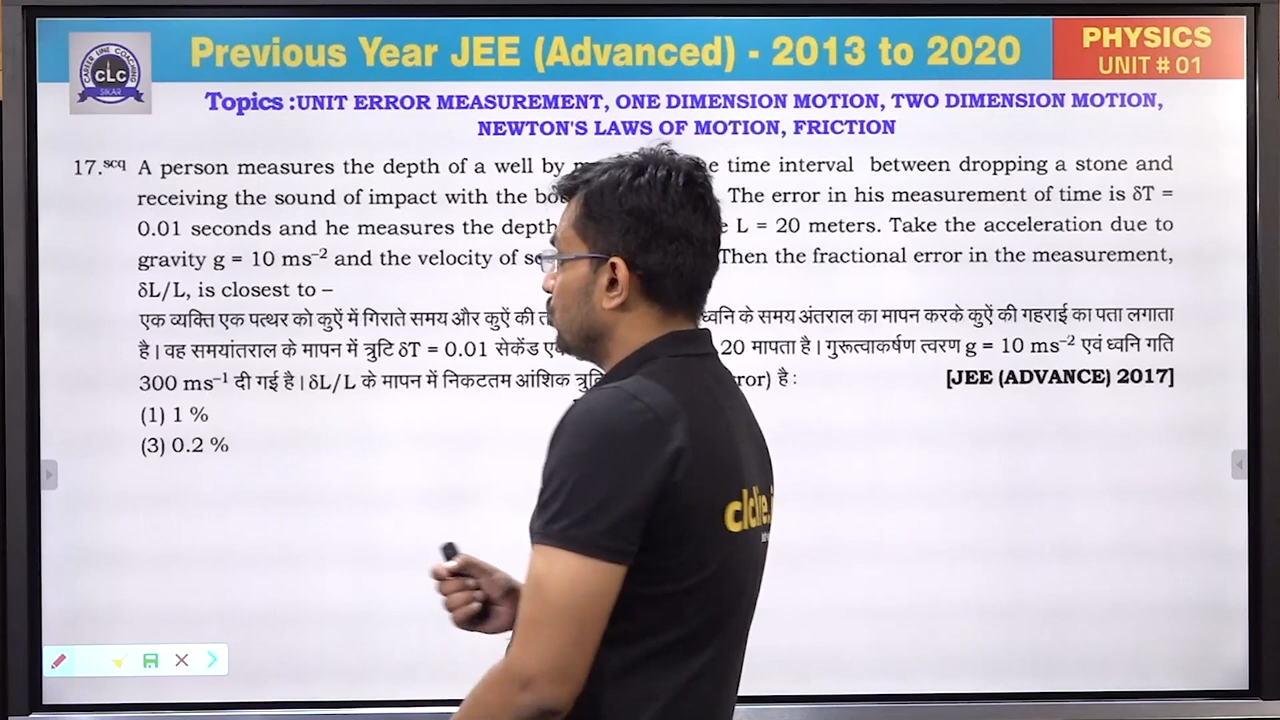 Previous Year JEE (Advanced) - 2013 to 2020
PHYSICS
UNIT # 01
CAREER LINE COACHING
CLC
SIKAR
Topics :UNIT ERROR MEASUREMENT, ONE DIMENSION MOTION, TWO DIMENSION MOTION,
NEWTON'S LAWS OF MOTION, FRICTION
17.scq A person measures the depth of a well by time interval between dropping a stone and
receiving the sound of impact with the The error in his measurement of time is δT =
0.01 seconds and he measures the depth L = 20 meters. Take the acceleration due to
gravity g = 10 ms⁻² and the velocity of Then the fractional error in the measurement,
δL/L, is closest to –
एक व्यक्ति एक पत्थर को कुऐं में गिराते समय और कुऐं की ध्वनि के समय अंतराल का मापन करके कुऐं की गहराई का पता लगाता
है। वह समयांतराल के मापन में त्रुटि δT = 0.01 सेकेंड 20 मापता है। गुरूत्वाकर्षण त्वरण g = 10 ms⁻² एवं ध्वनि गति
300 ms⁻¹ दी गई है। δL/L के मापन में निकटतम आंशिक है :
[JEE (ADVANCE) 2017]
(1) 1 %
(3) 0.2 %